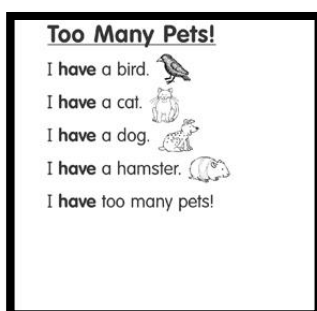 Too Many Pets!
I have a bird.
I have a cat.
I have a dog.
I have a hamster.
I have too many pets!